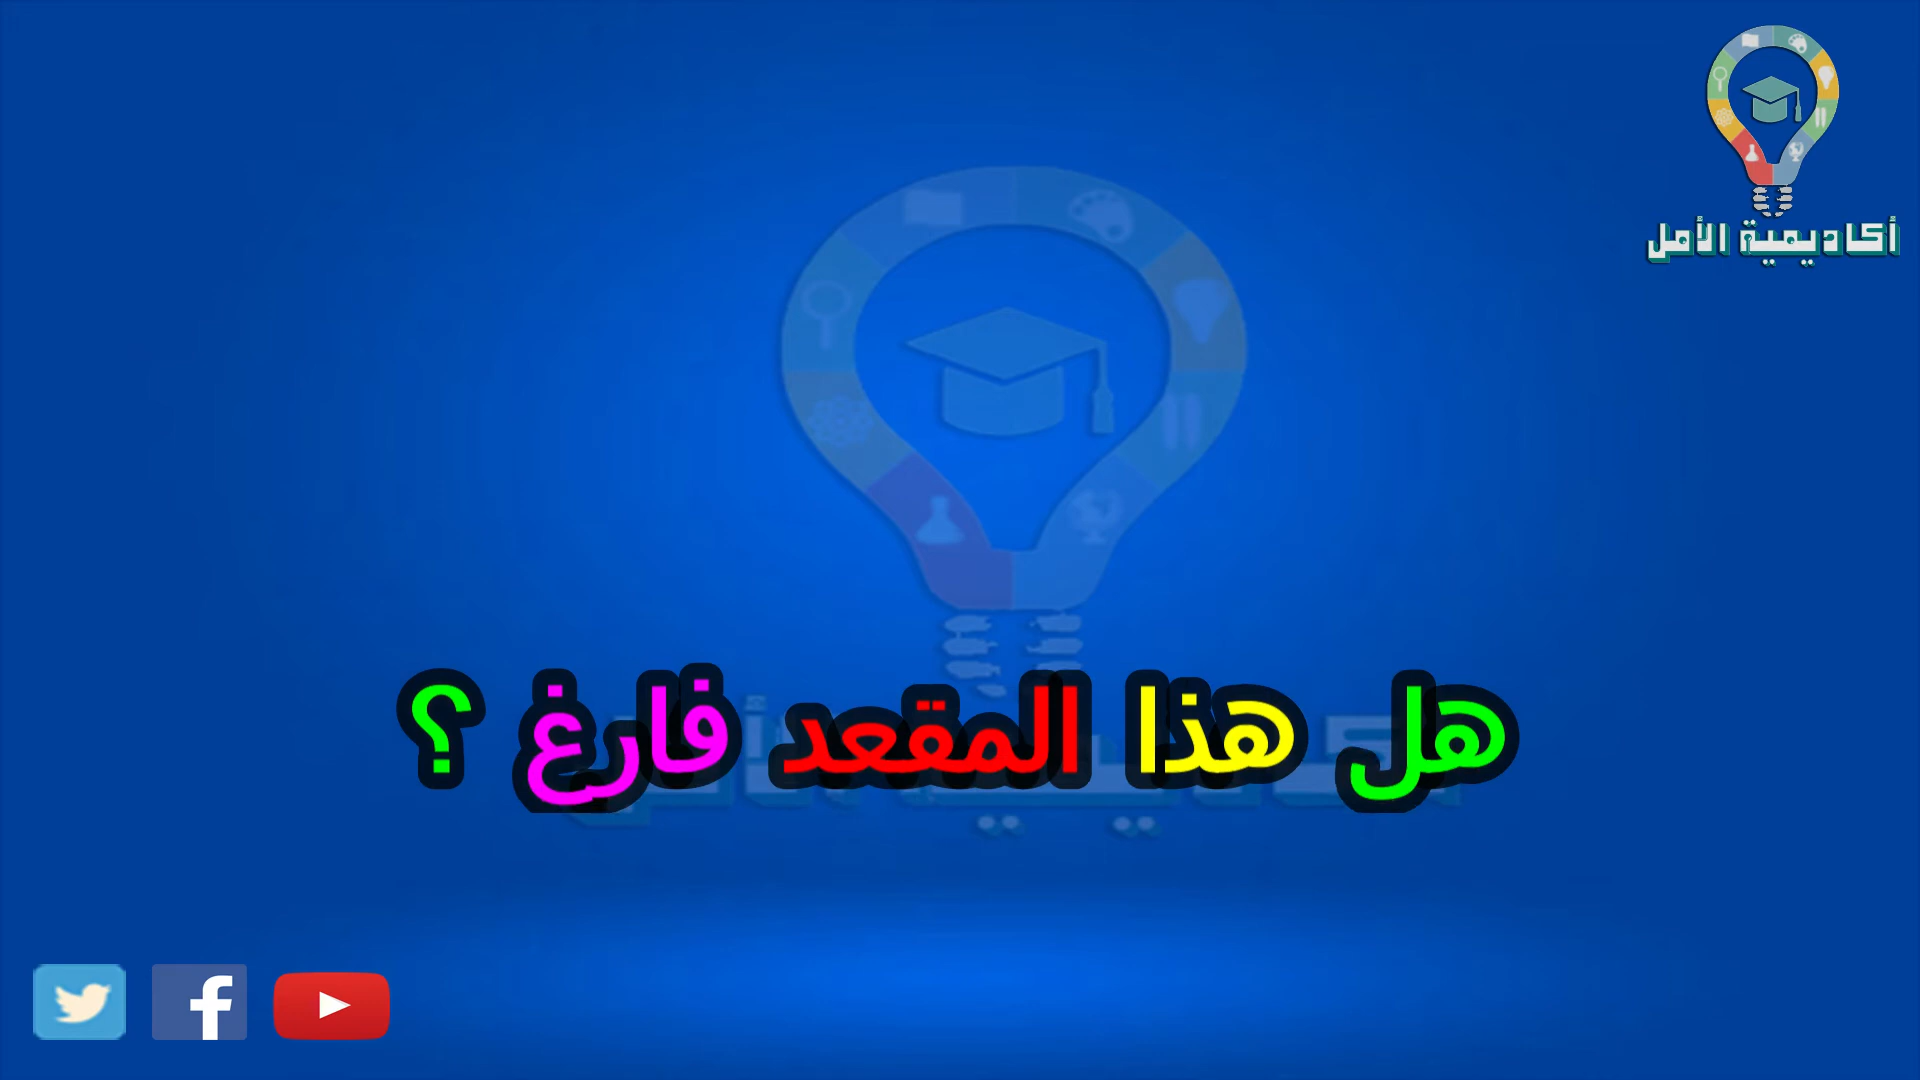 أكاديمية الأمل
هل هذا المقعد فارغ ؟